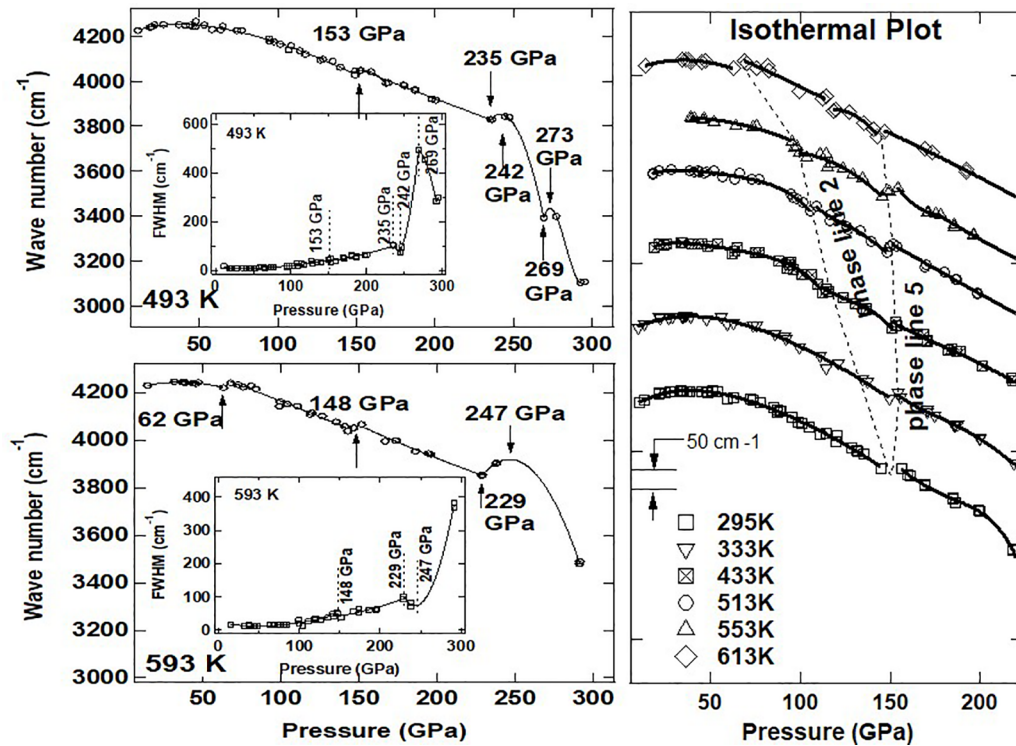 4200
4000
3800
3600
3400
3200
3000
Wave number (cm-1)
153 GPa
235 GPa
242
GPa
273
GPa
269
GPa
493 K
50
100
150
200
250
300
600
400
200
0
FWHM (cm-1)
493 K
153 GPa
235 GPa
242 GPa
269 GPa
0
100
200
300
Pressure (GPa)
4200
4000
3800
3600
3400
3200
3000
Wave number (cm-1)
62 GPa
148 GPa
247 GPa
229
GPa
593 K
400
300
200
100
0
FWHM (cm-1)
593 K
148 GPa
229 GPa
247 GPa
0
100
200
300
Pressure (GPa)
50
100
150
200
250
300
Pressure (GPa)
Isothermal Plot
phase line 2
phase line 5
50 cm -1
295K
333K
433K
513K
553K
613K
50
100
150
200
Pressure (GPa)